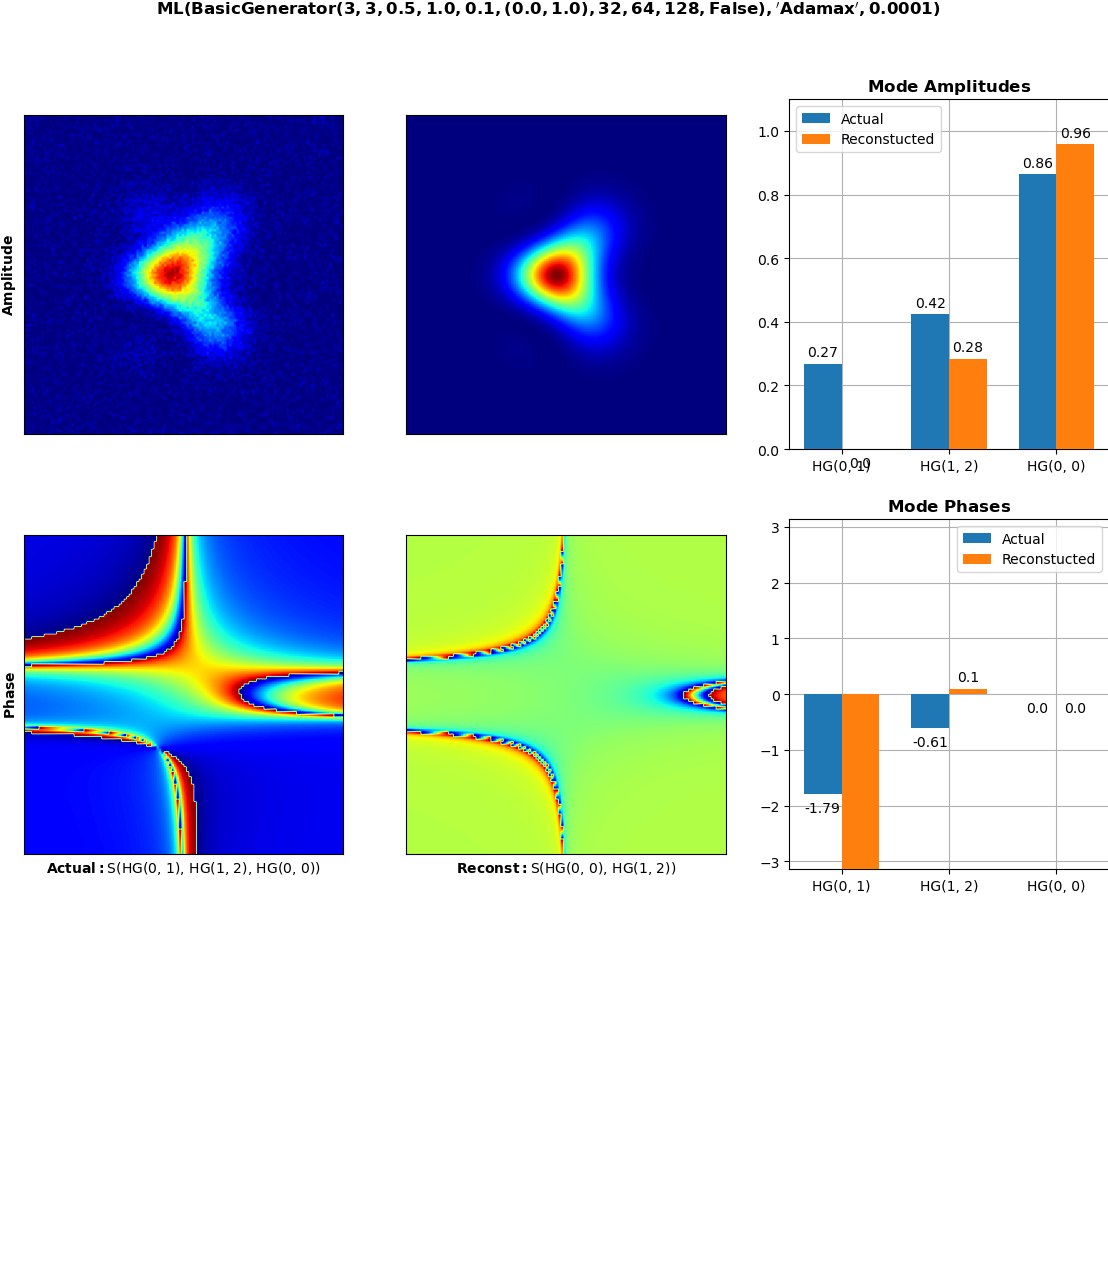 ML(BasicGenerator(3, 3, 0.5, 1.0, 0.1, (0.0, 1.0), 32, 64, 128, False), ′Adamax′, 0.0001)
Mode Amplitudes
Actual
Reconstucted
1.0
0.8
0.6
0.4
0.2
0.0
0.27
0.0
0.42
0.28
0.86
0.96
HG(0, 1)
HG(1, 2)
HG(0, 0)
Amplitude
Mode Phases
Actual
Reconstucted
3
2
1
0
−1
−2
−3
-1.79
-0.61
0.1
0.0
0.0
HG(0, 1)
HG(1, 2)
HG(0, 0)
Phase
Actual: S(HG(0, 1), HG(1, 2), HG(0, 0))
Reconst: S(HG(0, 0), HG(1, 2))